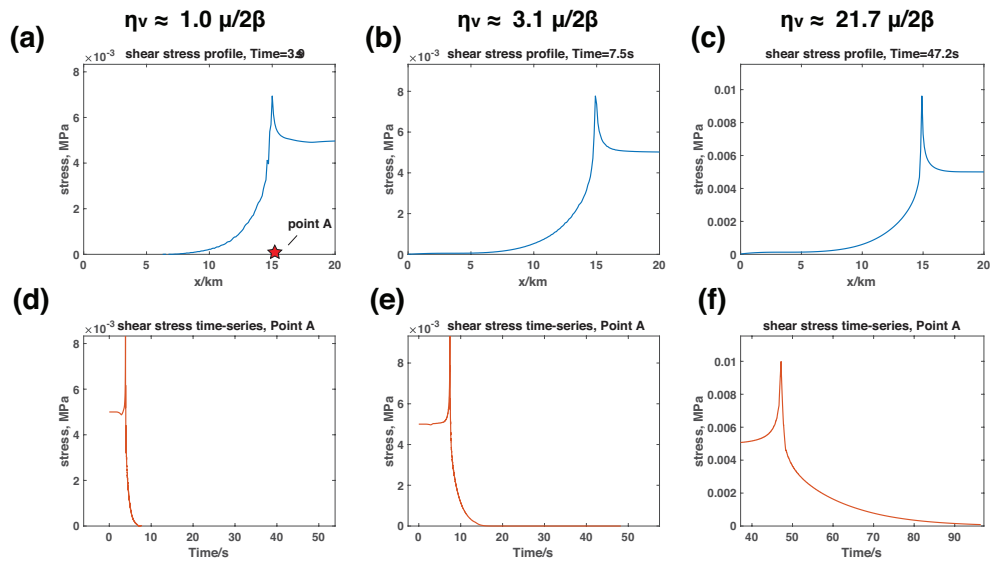 ηv ≈ 1.0 μ/2β
ηv ≈ 3.1 μ/2β
ηv ≈ 21.7 μ/2β
(a)
(b)
(c)
×10-3 shear stress profile, Time=3.9s
×10-3 shear stress profile, Time=7.5s
shear stress profile, Time=47.2s
8
6
4
2
0
stress, MPa
point A
0 5 10 15 20
x/km
8
6
4
2
0
stress, MPa
0 5 10 15 20
x/km
0.01
0.008
0.006
0.004
0.002
0
stress, MPa
0 5 10 15 20
x/km
(d)
(e)
(f)
×10-3 shear stress time-series, Point A
×10-3 shear stress time-series, Point A
shear stress time-series, Point A
8
6
4
2
0
stress, MPa
0 10 20 30 40 50
Time/s
8
6
4
2
0
stress, MPa
0 10 20 30 40 50
Time/s
0.01
0.008
0.006
0.004
0.002
0
stress, MPa
40 50 60 70 80 90
Time/s